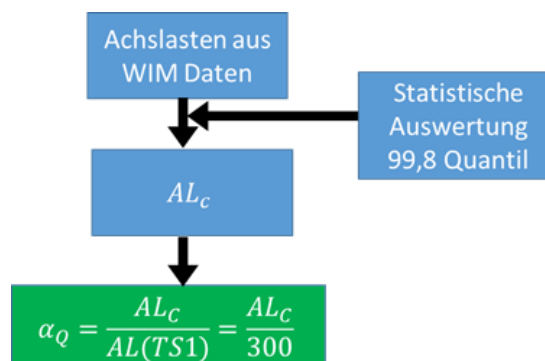 Achslasten aus
WIM Daten
Statistische
Auswertung
99,8 Quantil
AL_c
α_Q = AL_C / AL(TS1) = AL_C / 300